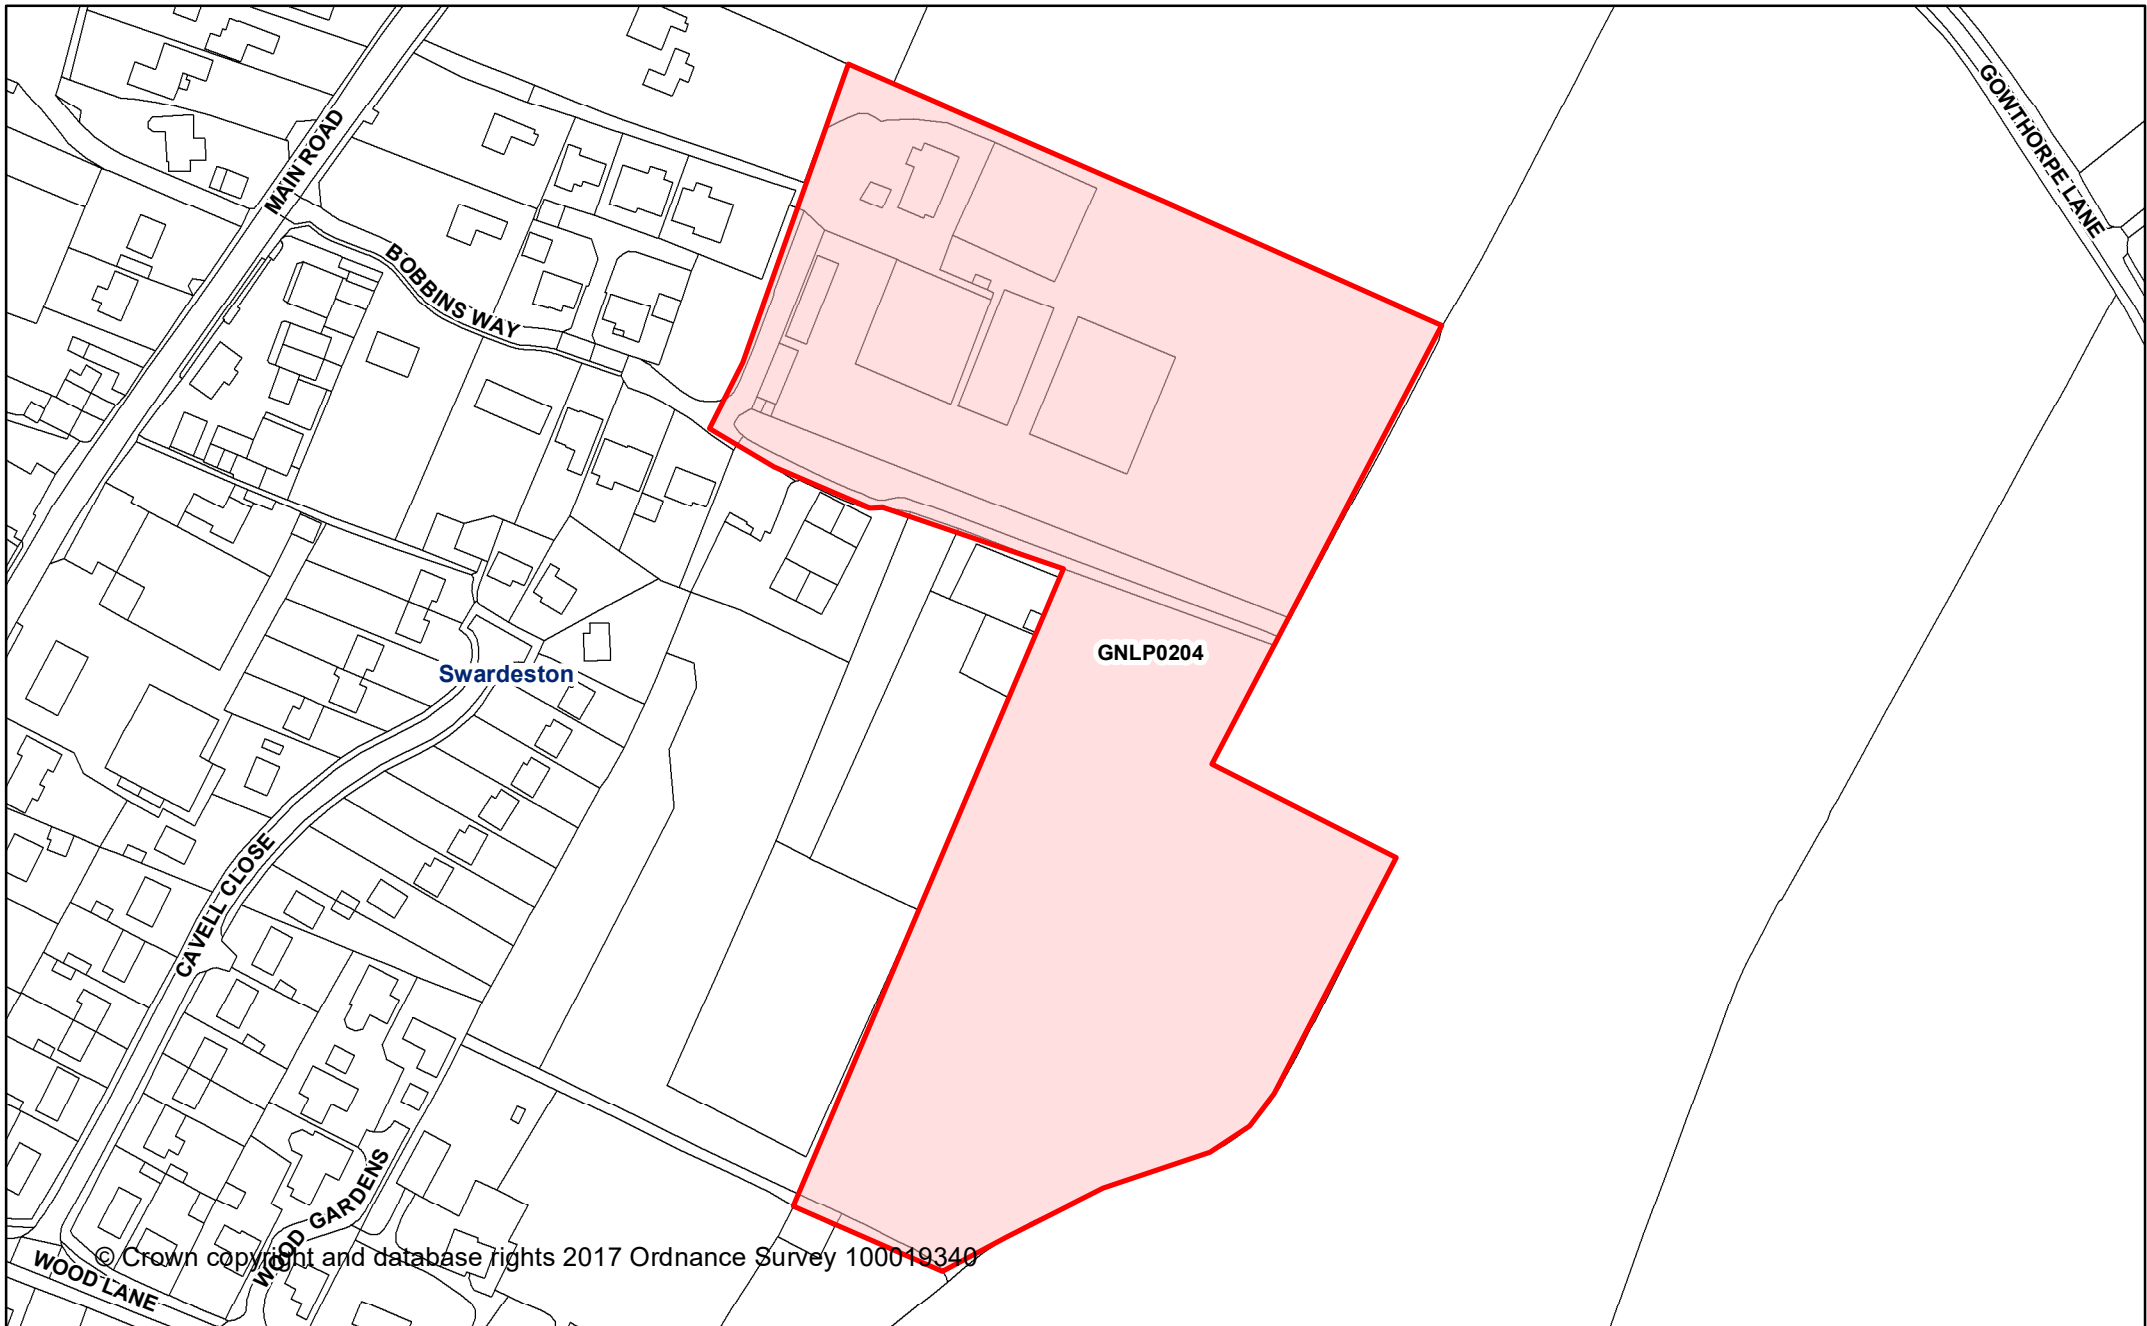 GOWTHORPE LANE
MAIN ROAD
BOBBINS WAY
GNLP0204
Swardeston
CAVELL CLOSE
WOOD GARDENS
WOOD LANE
© Crown copyright and database rights 2017 Ordnance Survey 100019340